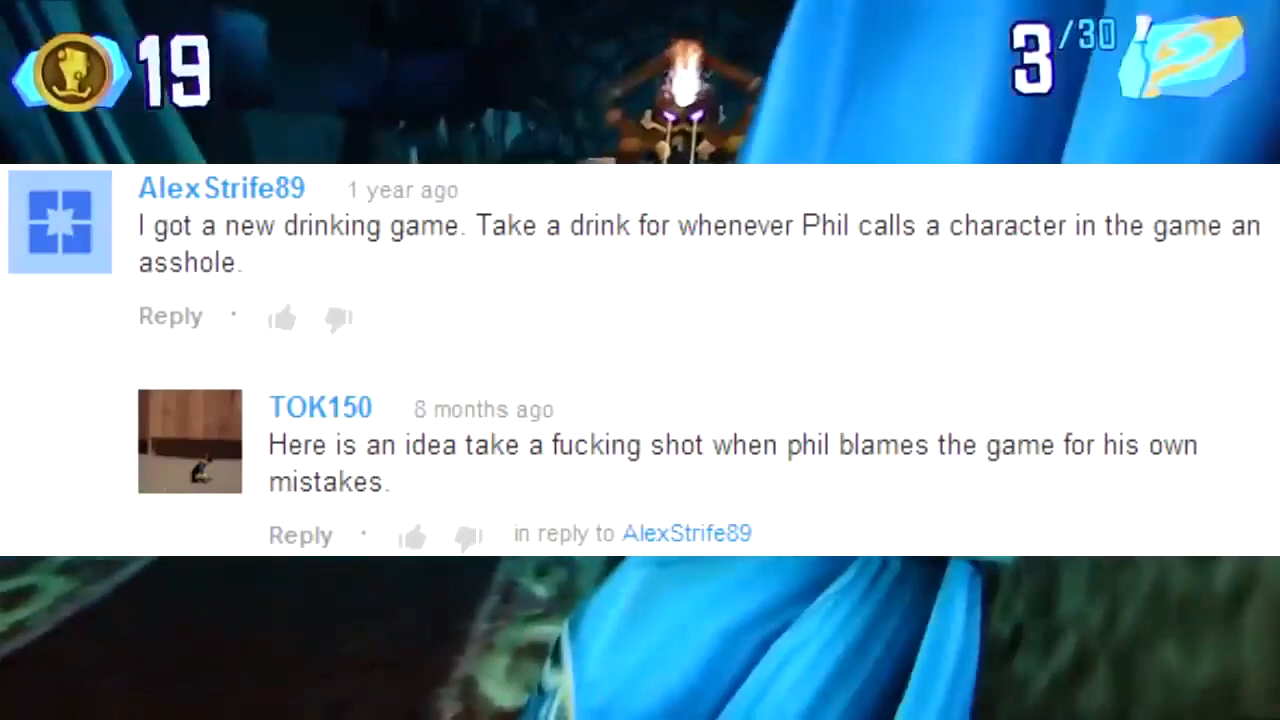 19
3/30
AlexStrife89 1 year ago
I got a new drinking game. Take a drink for whenever Phil calls a character in the game an
asshole.
Reply ·
TOK150 8 months ago
Here is an idea take a fucking shot when phil blames the game for his own
mistakes.
Reply · in reply to AlexStrife89